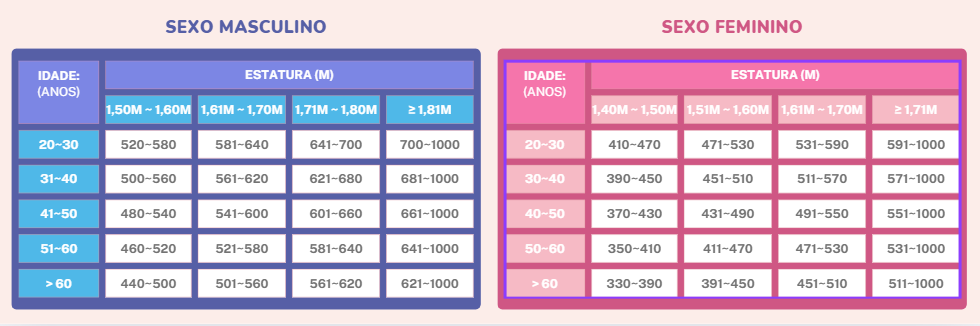 SEXO MASCULINO
IDADE:
(ANOS)
ESTATURA (M)
1,50M ~ 1,60M 1,61M ~ 1,70M 1,71M ~ 1,80M ≥ 1,81M
20~30 520~580 581~640 641~700 700~1000
31~40 500~560 561~620 621~680 681~1000
41~50 480~540 541~600 601~660 661~1000
51~60 460~520 521~580 581~640 641~1000
> 60 440~500 501~560 561~620 621~1000
SEXO FEMININO
IDADE:
(ANOS)
ESTATURA (M)
1,40M ~ 1,50M 1,51M ~ 1,60M 1,61M ~ 1,70M ≥ 1,71M
20~30 410~470 471~530 531~590 591~1000
30~40 390~450 451~510 511~570 571~1000
40~50 370~430 431~490 491~550 551~1000
50~60 350~410 411~470 471~530 531~1000
> 60 330~390 391~450 451~510 511~1000